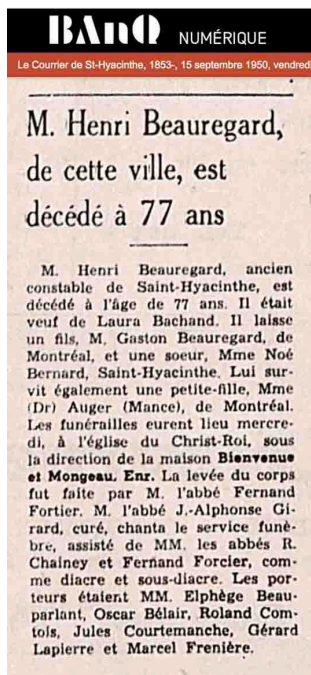 BAnQ NUMÉRIQUE
Le Courrier de St-Hyacinthe, 1853-, 15 septembre 1950, vendredi
M. Henri Beauregard,
de cette ville, est
décédé à 77 ans
M. Henri Beauregard, ancien
constable de Saint-Hyacinthe, est
décédé à l'âge de 77 ans. Il était
veuf de Laura Bachand. Il laisse
un fils, M. Gaston Beauregard, de
Montréal, et une soeur, Mme Noé
Bernard, Saint-Hyacinthe. Lui sur-
vit également une petite-fille, Mme
(Dr) Auger (Mance), de Montréal.
Les funérailles eurent lieu mercre-
di, à l'église du Christ-Roi, sous
la direction de la maison Bienvenue
et Mongeau, Enr. La levée du corps
fut faite par M. l'abbé Fernand
Fortier. M. l'abbé J.-Alphonse Gi-
rard, curé, chanta le service funè-
bre, assisté de MM. les abbés R.
Chainey et Fernand Forcier, com-
me diacre et sous-diacre. Les por-
teurs étaient MM. Elphège Beau-
parlant, Oscar Bélair, Roland Com-
tois, Jules Courtemanche, Gérard
Lapierre et Marcel Frenière.